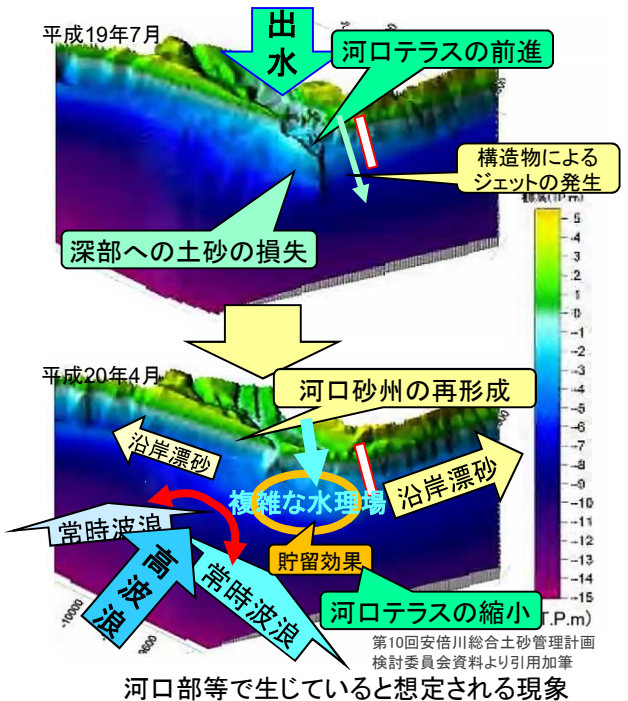 平成19年7月
出水
河口テラスの前進
構造物による
ジェットの発生
標高(T.P.m)
深部への土砂の損失
5
4
3
2
1
0
-1
-2
-3
-4
-5
-6
-7
-8
-9
-10
-11
-12
-13
-14
-15
平成20年4月
河口砂州の再形成
沿岸漂砂
沿岸漂砂
複雑な水理場
常時波浪
貯留効果
高波浪
常時波浪
河口テラスの縮小
T.P.m)
-10000
9600
第10回安倍川総合土砂管理計画
検討委員会資料より引用加筆
河口部等で生じていると想定される現象